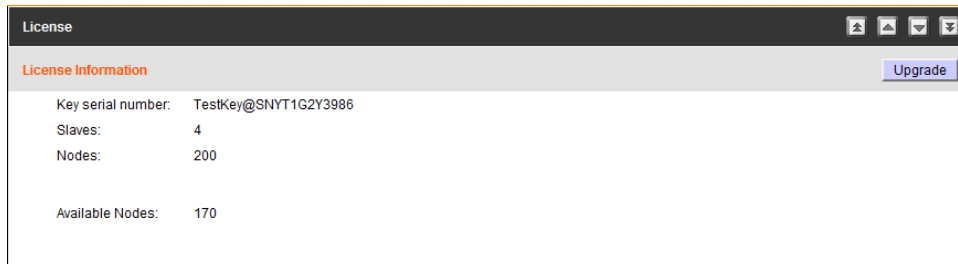 License
License Information Upgrade
Key serial number: TestKey@SNYT1G2Y3986
Slaves: 4
Nodes: 200
Available Nodes: 170